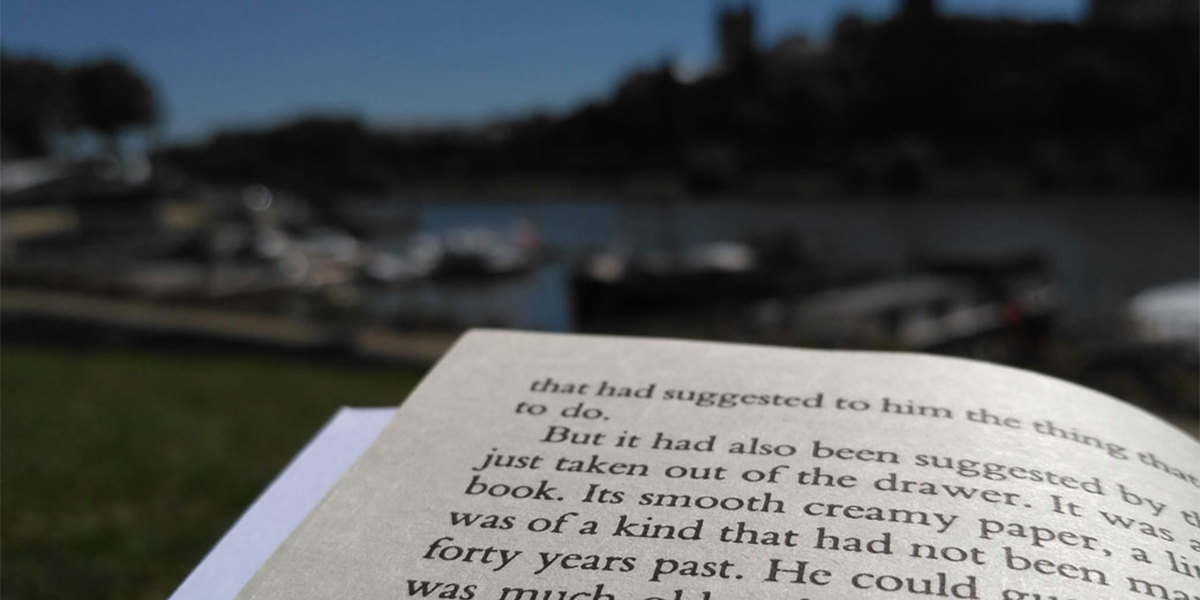 that had suggested to him the thing
to do.
But it had also been suggested by
just taken out of the drawer. It was
book. Its smooth creamy paper, a
was of a kind that had not been
forty years past. He could
was much